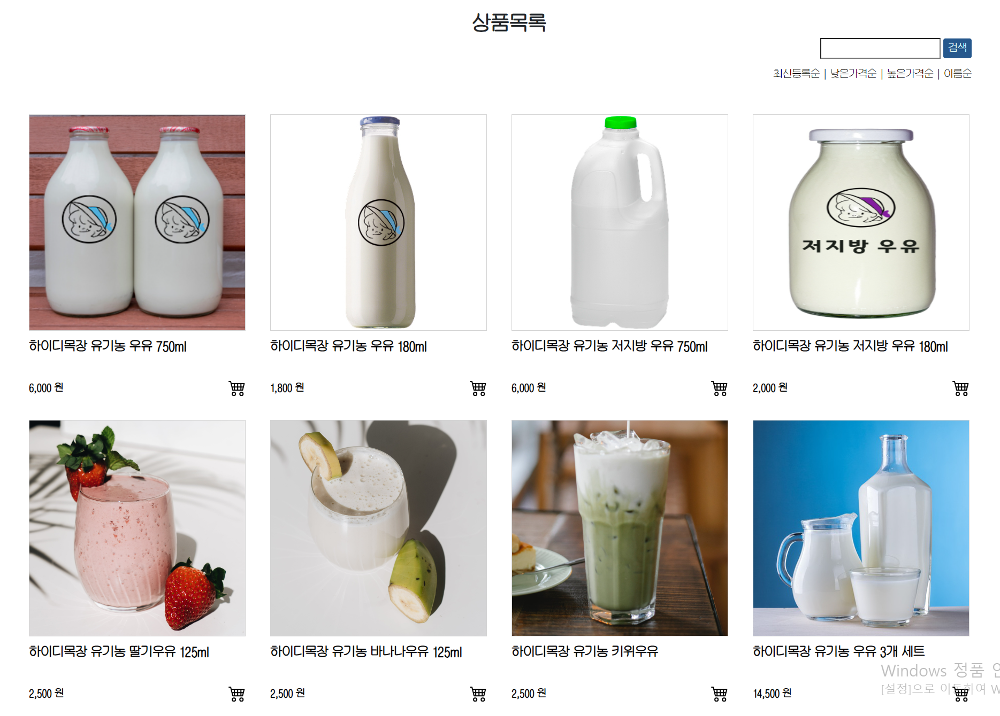 상품목록
검색
최신등록순 | 낮은가격순 | 높은가격순 | 이름순
저지방 우유
하이디목장 유기농 우유 750ml
하이디목장 유기농 우유 180ml
하이디목장 유기농 저지방 우유 750ml
하이디목장 유기농 저지방 우유 180ml
6,000 원
1,800 원
6,000 원
2,000 원
하이디목장 유기농 딸기우유 125ml
하이디목장 유기농 바나나우유 125ml
하이디목장 유기농 키위우유
하이디목장 유기농 우유 3개 세트
Windows 정품
[설정]으로 이동하여 W
2,500 원
2,500 원
2,500 원
14,500 원